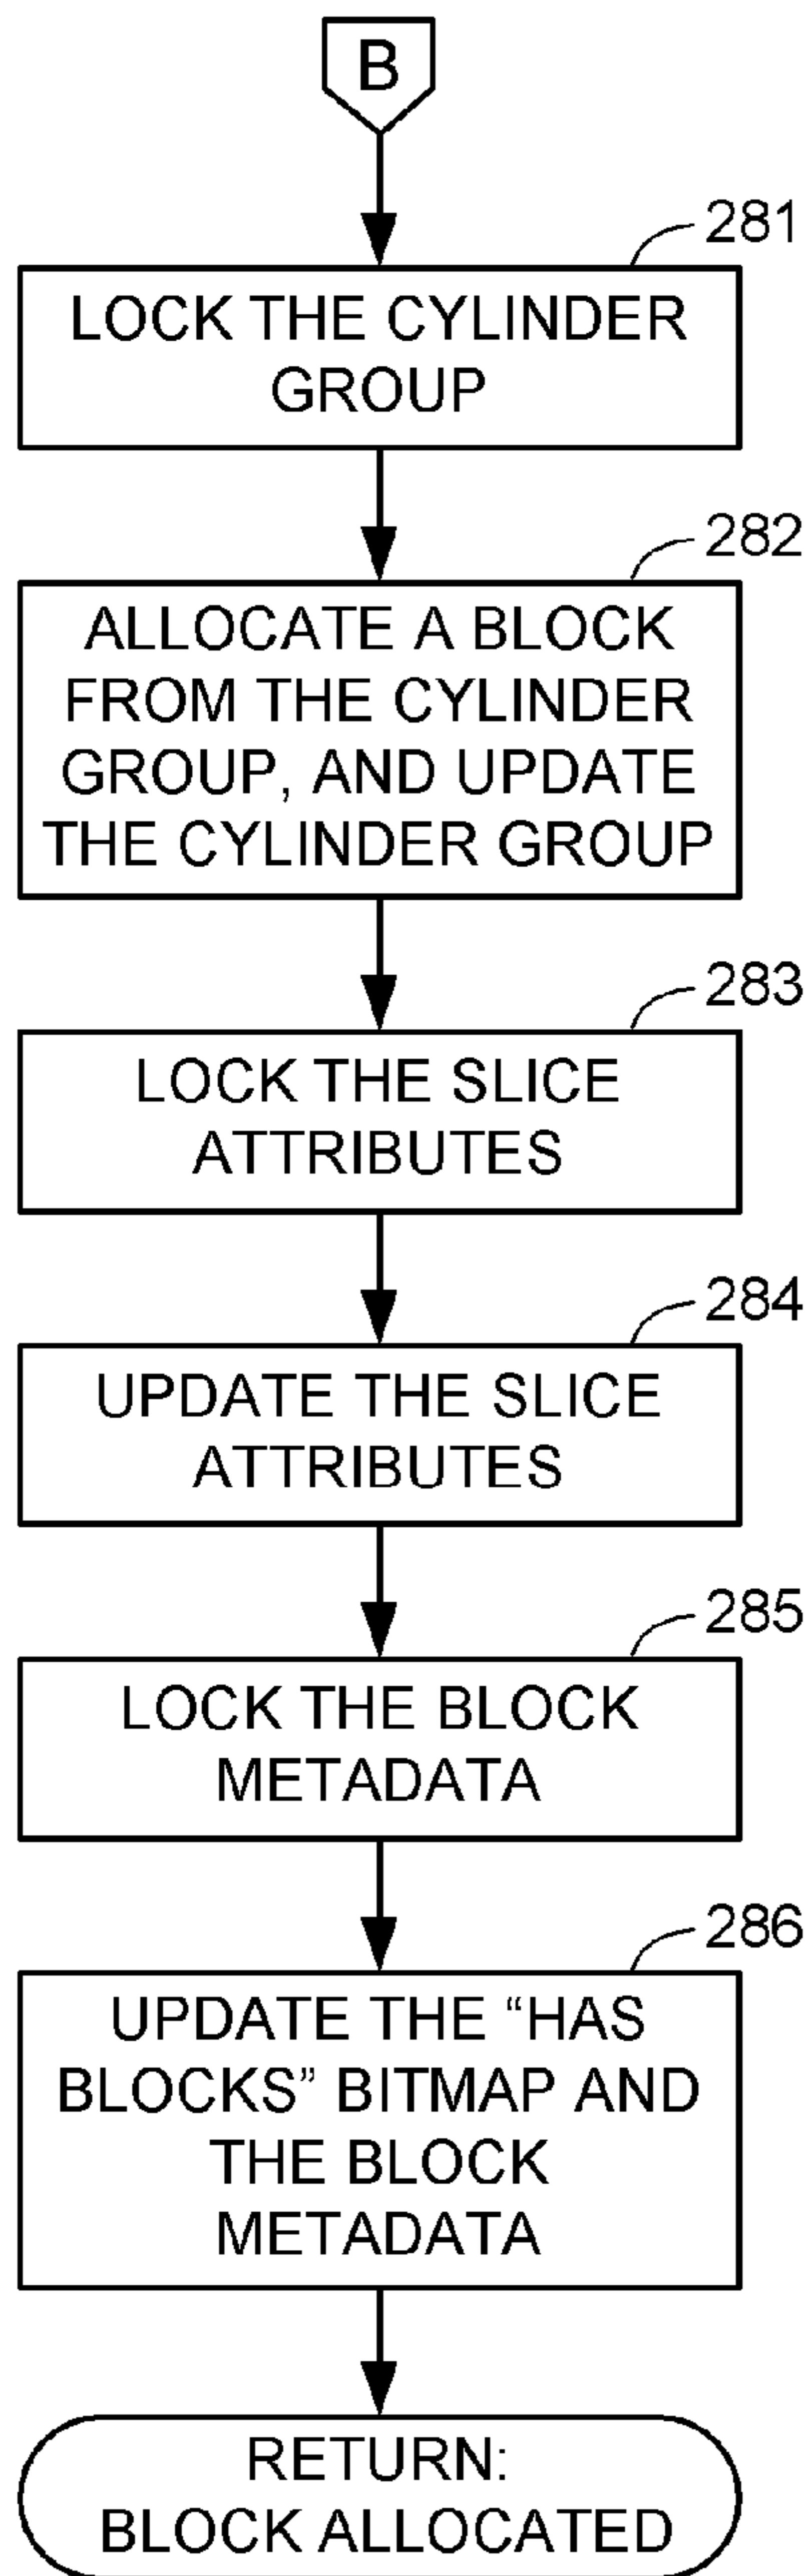 B
281
LOCK THE CYLINDER
GROUP
282
ALLOCATE A BLOCK
FROM THE CYLINDER
GROUP, AND UPDATE
THE CYLINDER GROUP
283
LOCK THE SLICE
ATTRIBUTES
284
UPDATE THE SLICE
ATTRIBUTES
285
LOCK THE BLOCK
METADATA
286
UPDATE THE “HAS
BLOCKS” BITMAP AND
THE BLOCK
METADATA
RETURN:
BLOCK ALLOCATED